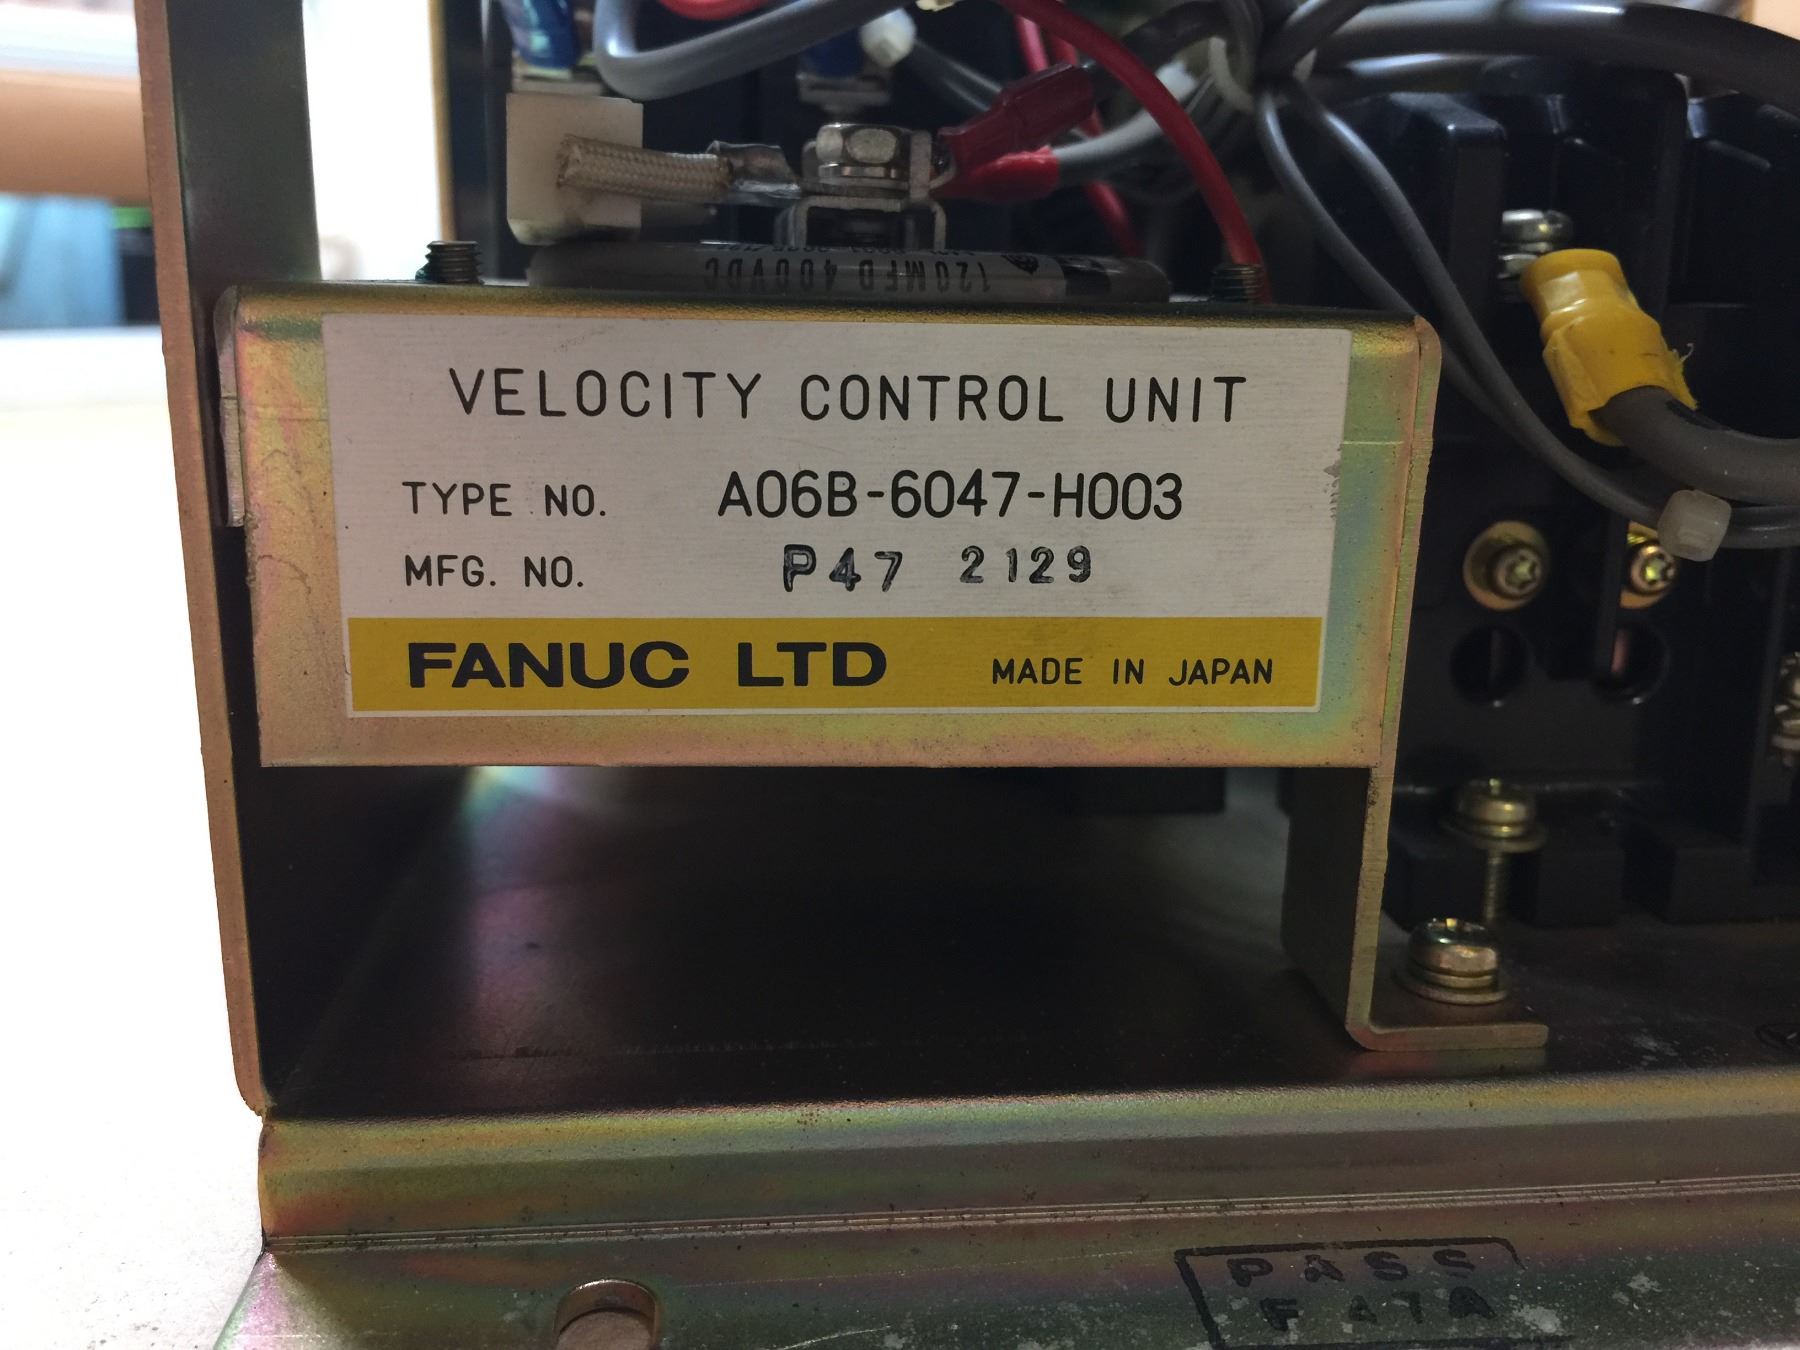 120MFD 400VDC
VELOCITY CONTROL UNIT
TYPE NO. A06B-6047-H003
MFG. NO. P47 2129
FANUC LTD MADE IN JAPAN
PASS
F 47A